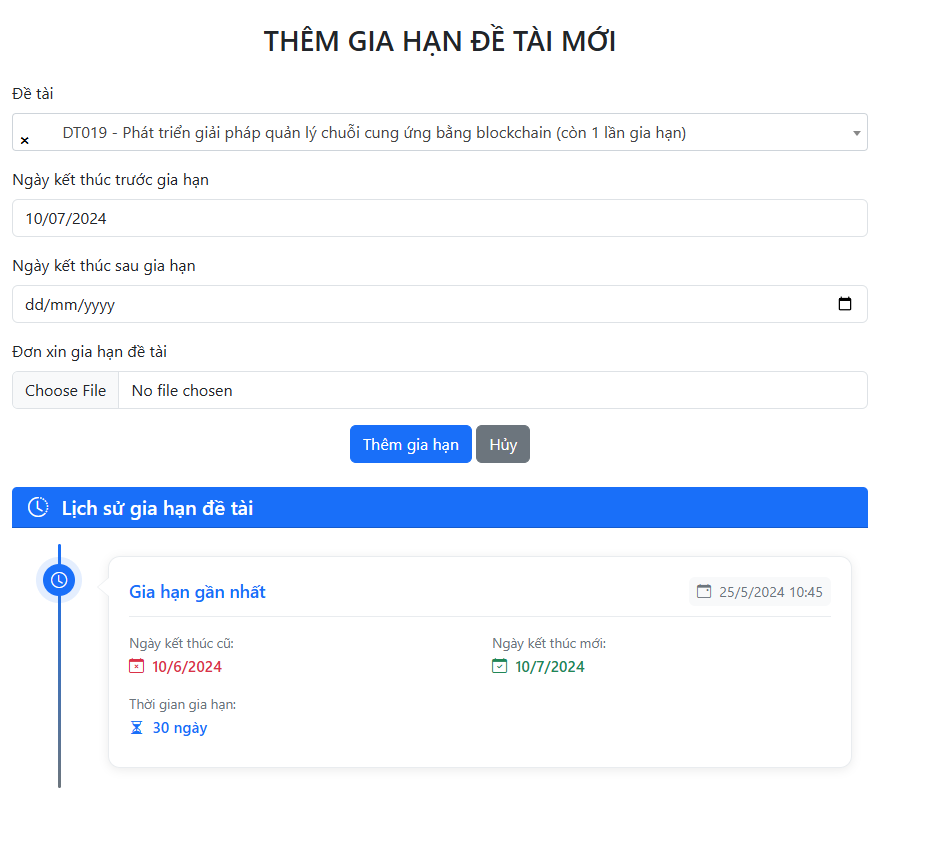 THÊM GIA HẠN ĐỀ TÀI MỚI
Đề tài
× DT019 - Phát triển giải pháp quản lý chuỗi cung ứng bằng blockchain (còn 1 lần gia hạn)
Ngày kết thúc trước gia hạn
10/07/2024
Ngày kết thúc sau gia hạn
dd/mm/yyyy
Đơn xin gia hạn đề tài
Choose File No file chosen
Thêm gia hạn Hủy
Lịch sử gia hạn đề tài
Gia hạn gần nhất 25/5/2024 10:45
Ngày kết thúc cũ: Ngày kết thúc mới:
10/6/2024 10/7/2024
Thời gian gia hạn:
30 ngày